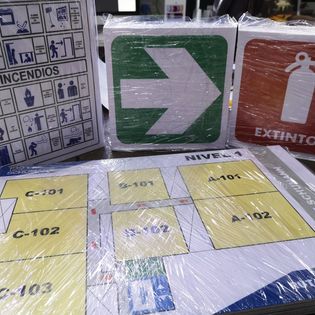 INCENDIOS
EXTINTO
NIVEL 1
C-101
B-101
A-101
C-102
B-102
A-102
C-103